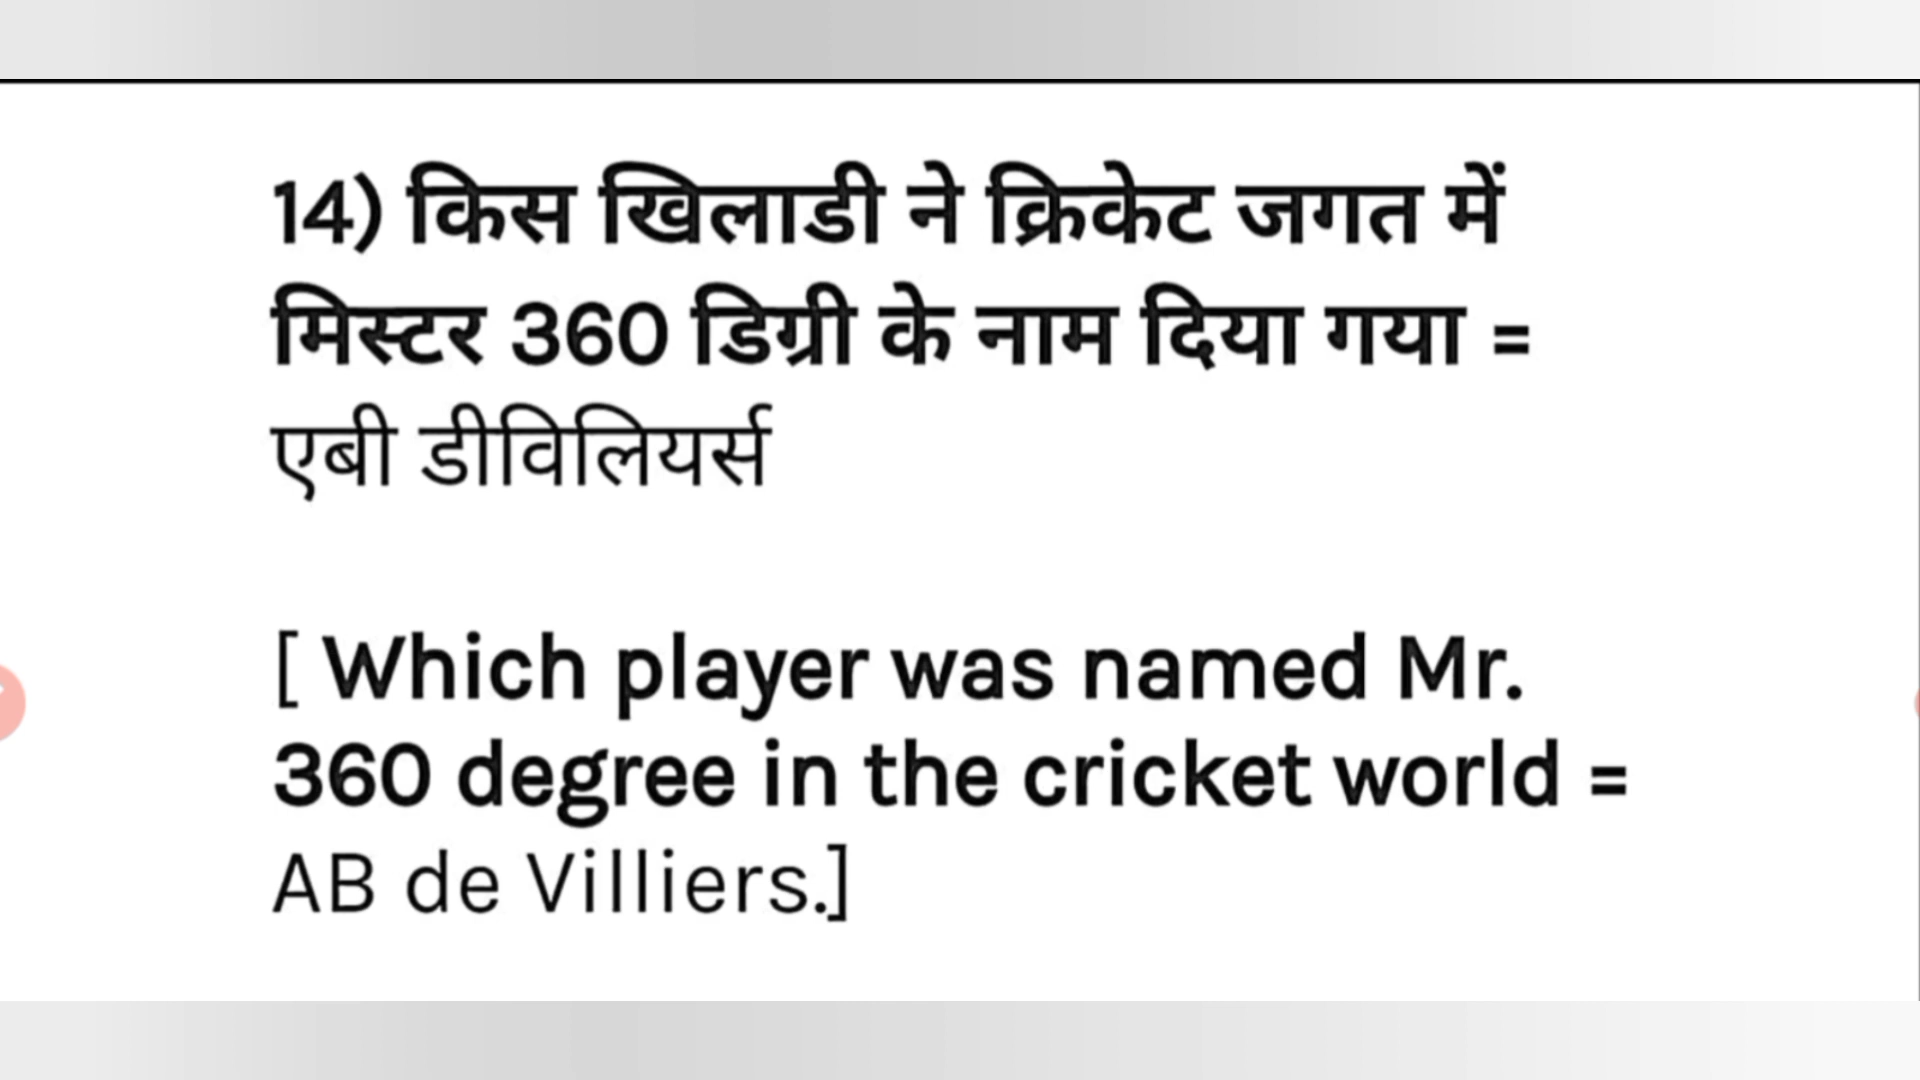 14) किस खिलाडी ने क्रिकेट जगत में
मिस्टर 360 डिग्री के नाम दिया गया =
एबी डीविलियर्स
[ Which player was named Mr.
360 degree in the cricket world =
AB de Villiers.]